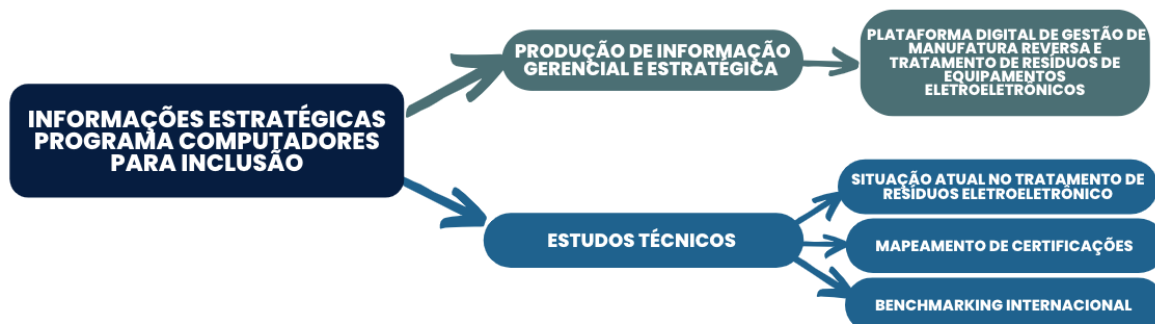 INFORMAÇÕES ESTRATÉGICAS
PROGRAMA COMPUTADORES
PARA INCLUSÃO
PRODUÇÃO DE INFORMAÇÃO
GERENCIAL E ESTRATÉGICA
PLATAFORMA DIGITAL DE GESTÃO DE
MANUFATURA REVERSA E
TRATAMENTO DE RESÍDUOS DE
EQUIPAMENTOS
ELETROELETRÔNICOS
ESTUDOS TÉCNICOS
SITUAÇÃO ATUAL NO TRATAMENTO DE
RESÍDUOS ELETROELETRÔNICO
MAPEAMENTO DE CERTIFICAÇÕES
BENCHMARKING INTERNACIONAL